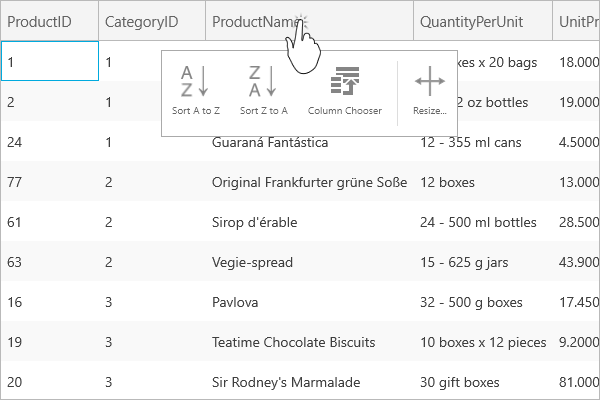 ProductID CategoryID ProductName QuantityPerUnit UnitPr
1 1 xes x 20 bags 18.000
2 1 2 oz bottles 19.000
Sort A to Z Sort Z to A Column Chooser Resize...
24 1 Guaraná Fantástica 12 - 355 ml cans 4.5000
77 2 Original Frankfurter grüne Soße 12 boxes 13.000
61 2 Sirop d'érable 24 - 500 ml bottles 28.500
63 2 Vegie-spread 15 - 625 g jars 43.900
16 3 Pavlova 32 - 500 g boxes 17.450
19 3 Teatime Chocolate Biscuits 10 boxes x 12 pieces 9.2000
20 3 Sir Rodney's Marmalade 30 gift boxes 81.000